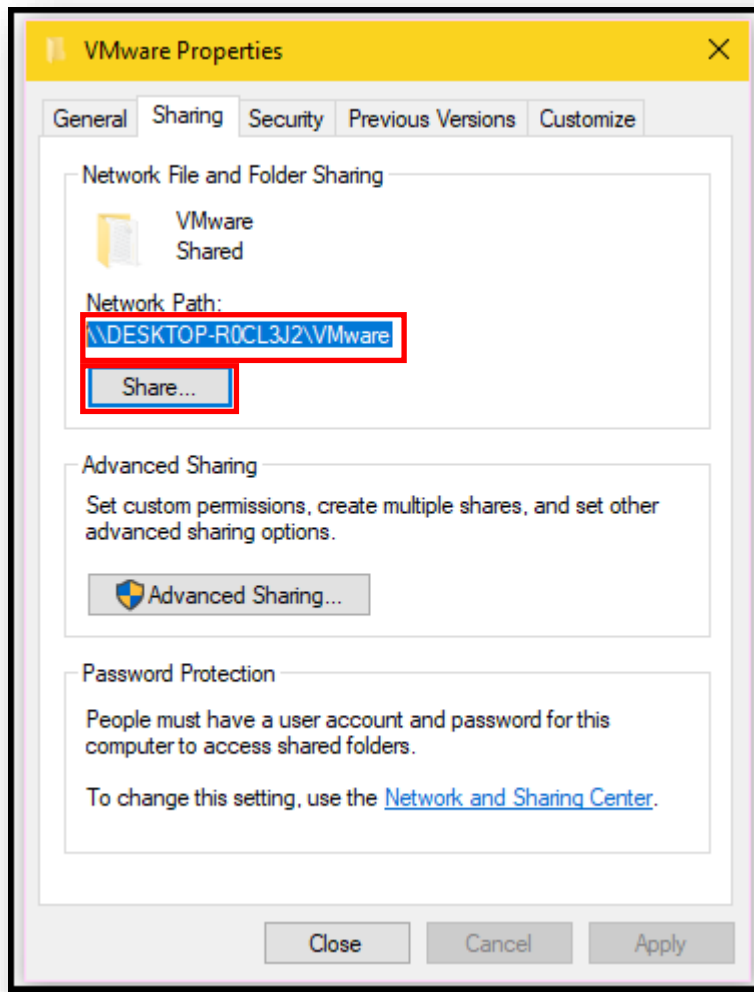 VMware Properties
General Sharing Security Previous Versions Customize
Network File and Folder Sharing
VMware
Shared
Network Path:
\\DESKTOP-R0CL3J2\VMware
Share...
Advanced Sharing
Set custom permissions, create multiple shares, and set other
advanced sharing options.
Advanced Sharing...
Password Protection
People must have a user account and password for this
computer to access shared folders.
To change this setting, use the Network and Sharing Center.
Close Cancel Apply